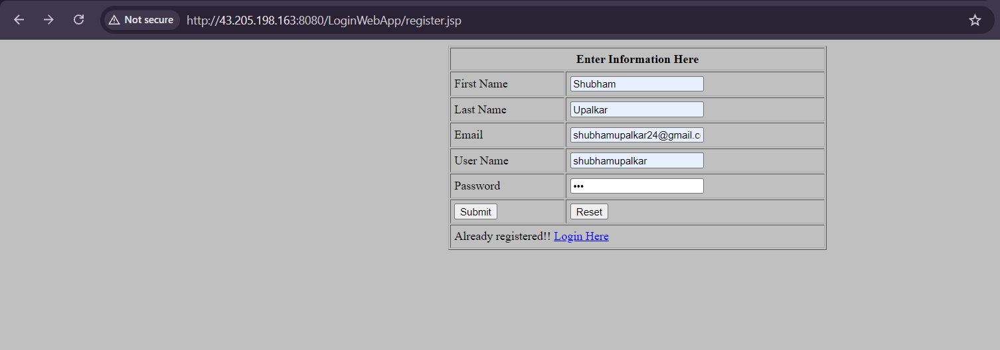 Not secure http://43.205.198.163:8080/LoginWebApp/register.jsp
Enter Information Here
First Name Shubham
Last Name Upalkar
Email shubhamupalkar24@gmail.c
User Name shubhamupalkar
Password •••
Submit Reset
Already registered!! Login Here